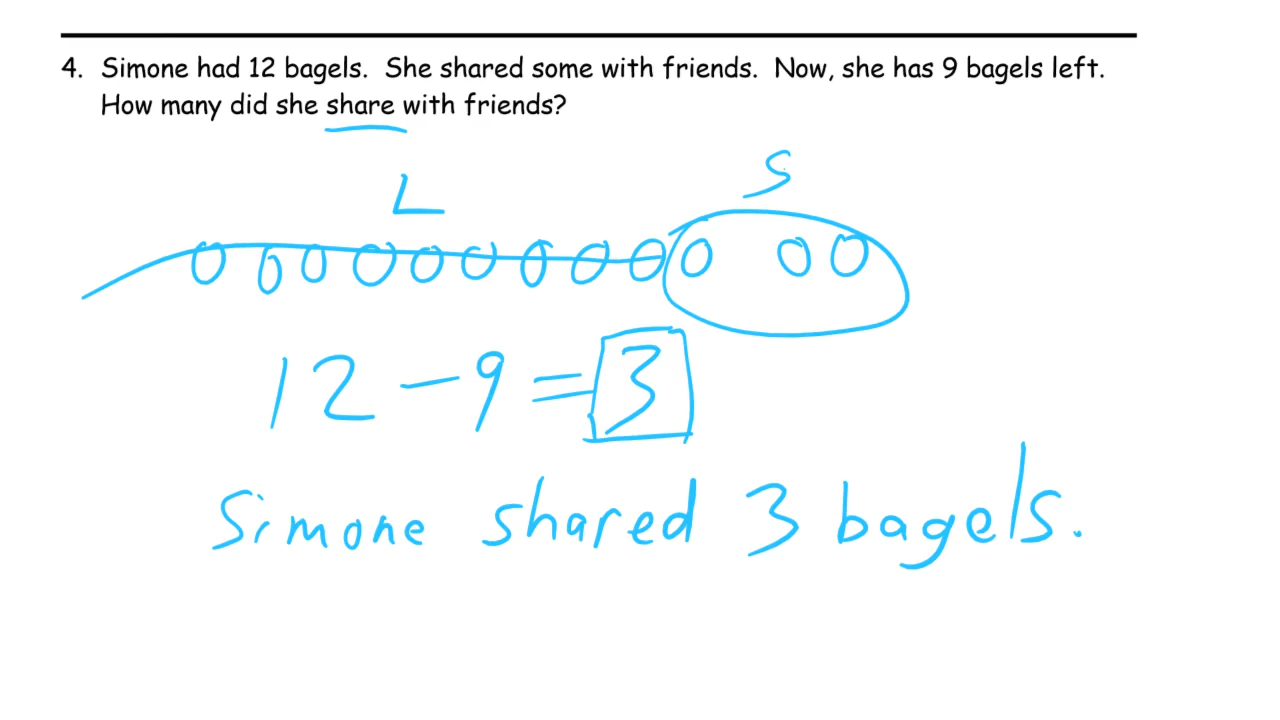 4. Simone had 12 bagels. She shared some with friends. Now, she has 9 bagels left.
How many did she share with friends?
L S
12 - 9 = 3
Simone shared 3 bagels.